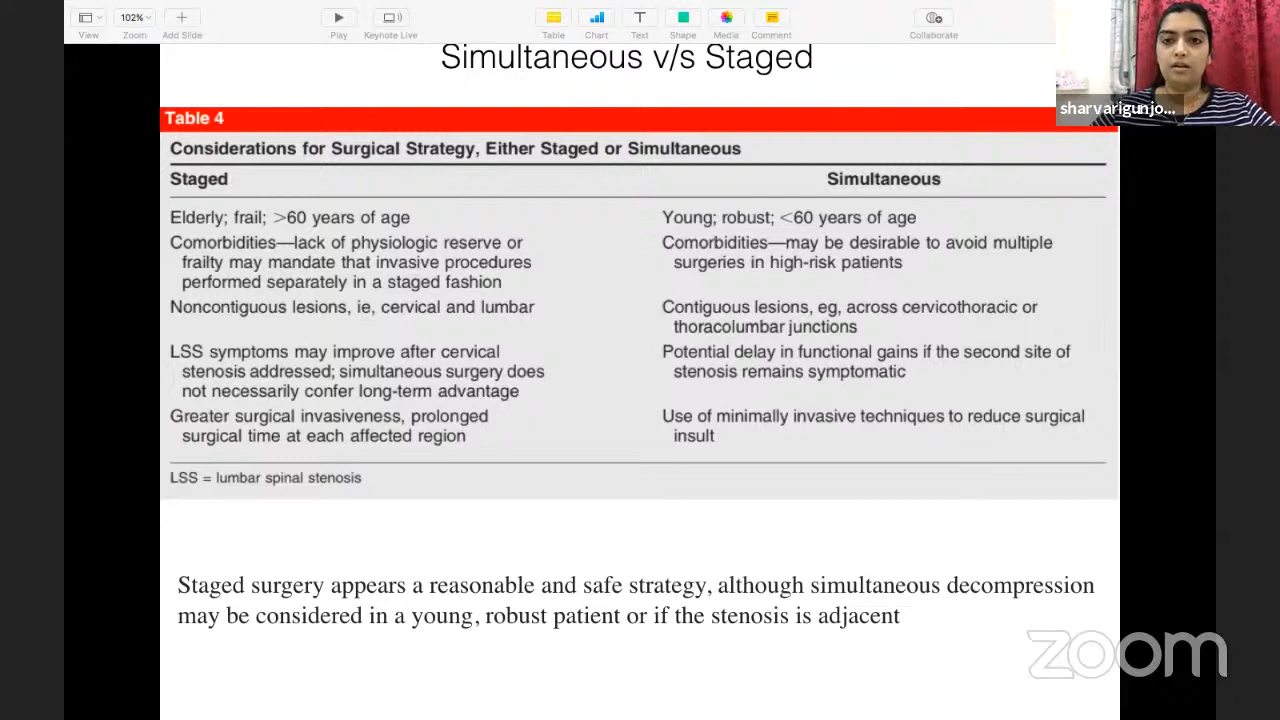 102%
View
Zoom
Add Slide
Play
Keynote Live
Table
Chart
Text
Shape
Media
Comment
Collaborate
Simultaneous v/s Staged
sharvarigunjo...
Table 4
Considerations for Surgical Strategy, Either Staged or Simultaneous
Staged
Simultaneous
Elderly; frail; >60 years of age
Young; robust; <60 years of age
Comorbidities—lack of physiologic reserve or
frailty may mandate that invasive procedures
performed separately in a staged fashion
Comorbidities—may be desirable to avoid multiple
surgeries in high-risk patients
Noncontiguous lesions, ie, cervical and lumbar
Contiguous lesions, eg, across cervicothoracic or
thoracolumbar junctions
LSS symptoms may improve after cervical
stenosis addressed; simultaneous surgery does
not necessarily confer long-term advantage
Potential delay in functional gains if the second site of
stenosis remains symptomatic
Greater surgical invasiveness, prolonged
surgical time at each affected region
Use of minimally invasive techniques to reduce surgical
insult
LSS = lumbar spinal stenosis
Staged surgery appears a reasonable and safe strategy, although simultaneous decompression
may be considered in a young, robust patient or if the stenosis is adjacent
zoom